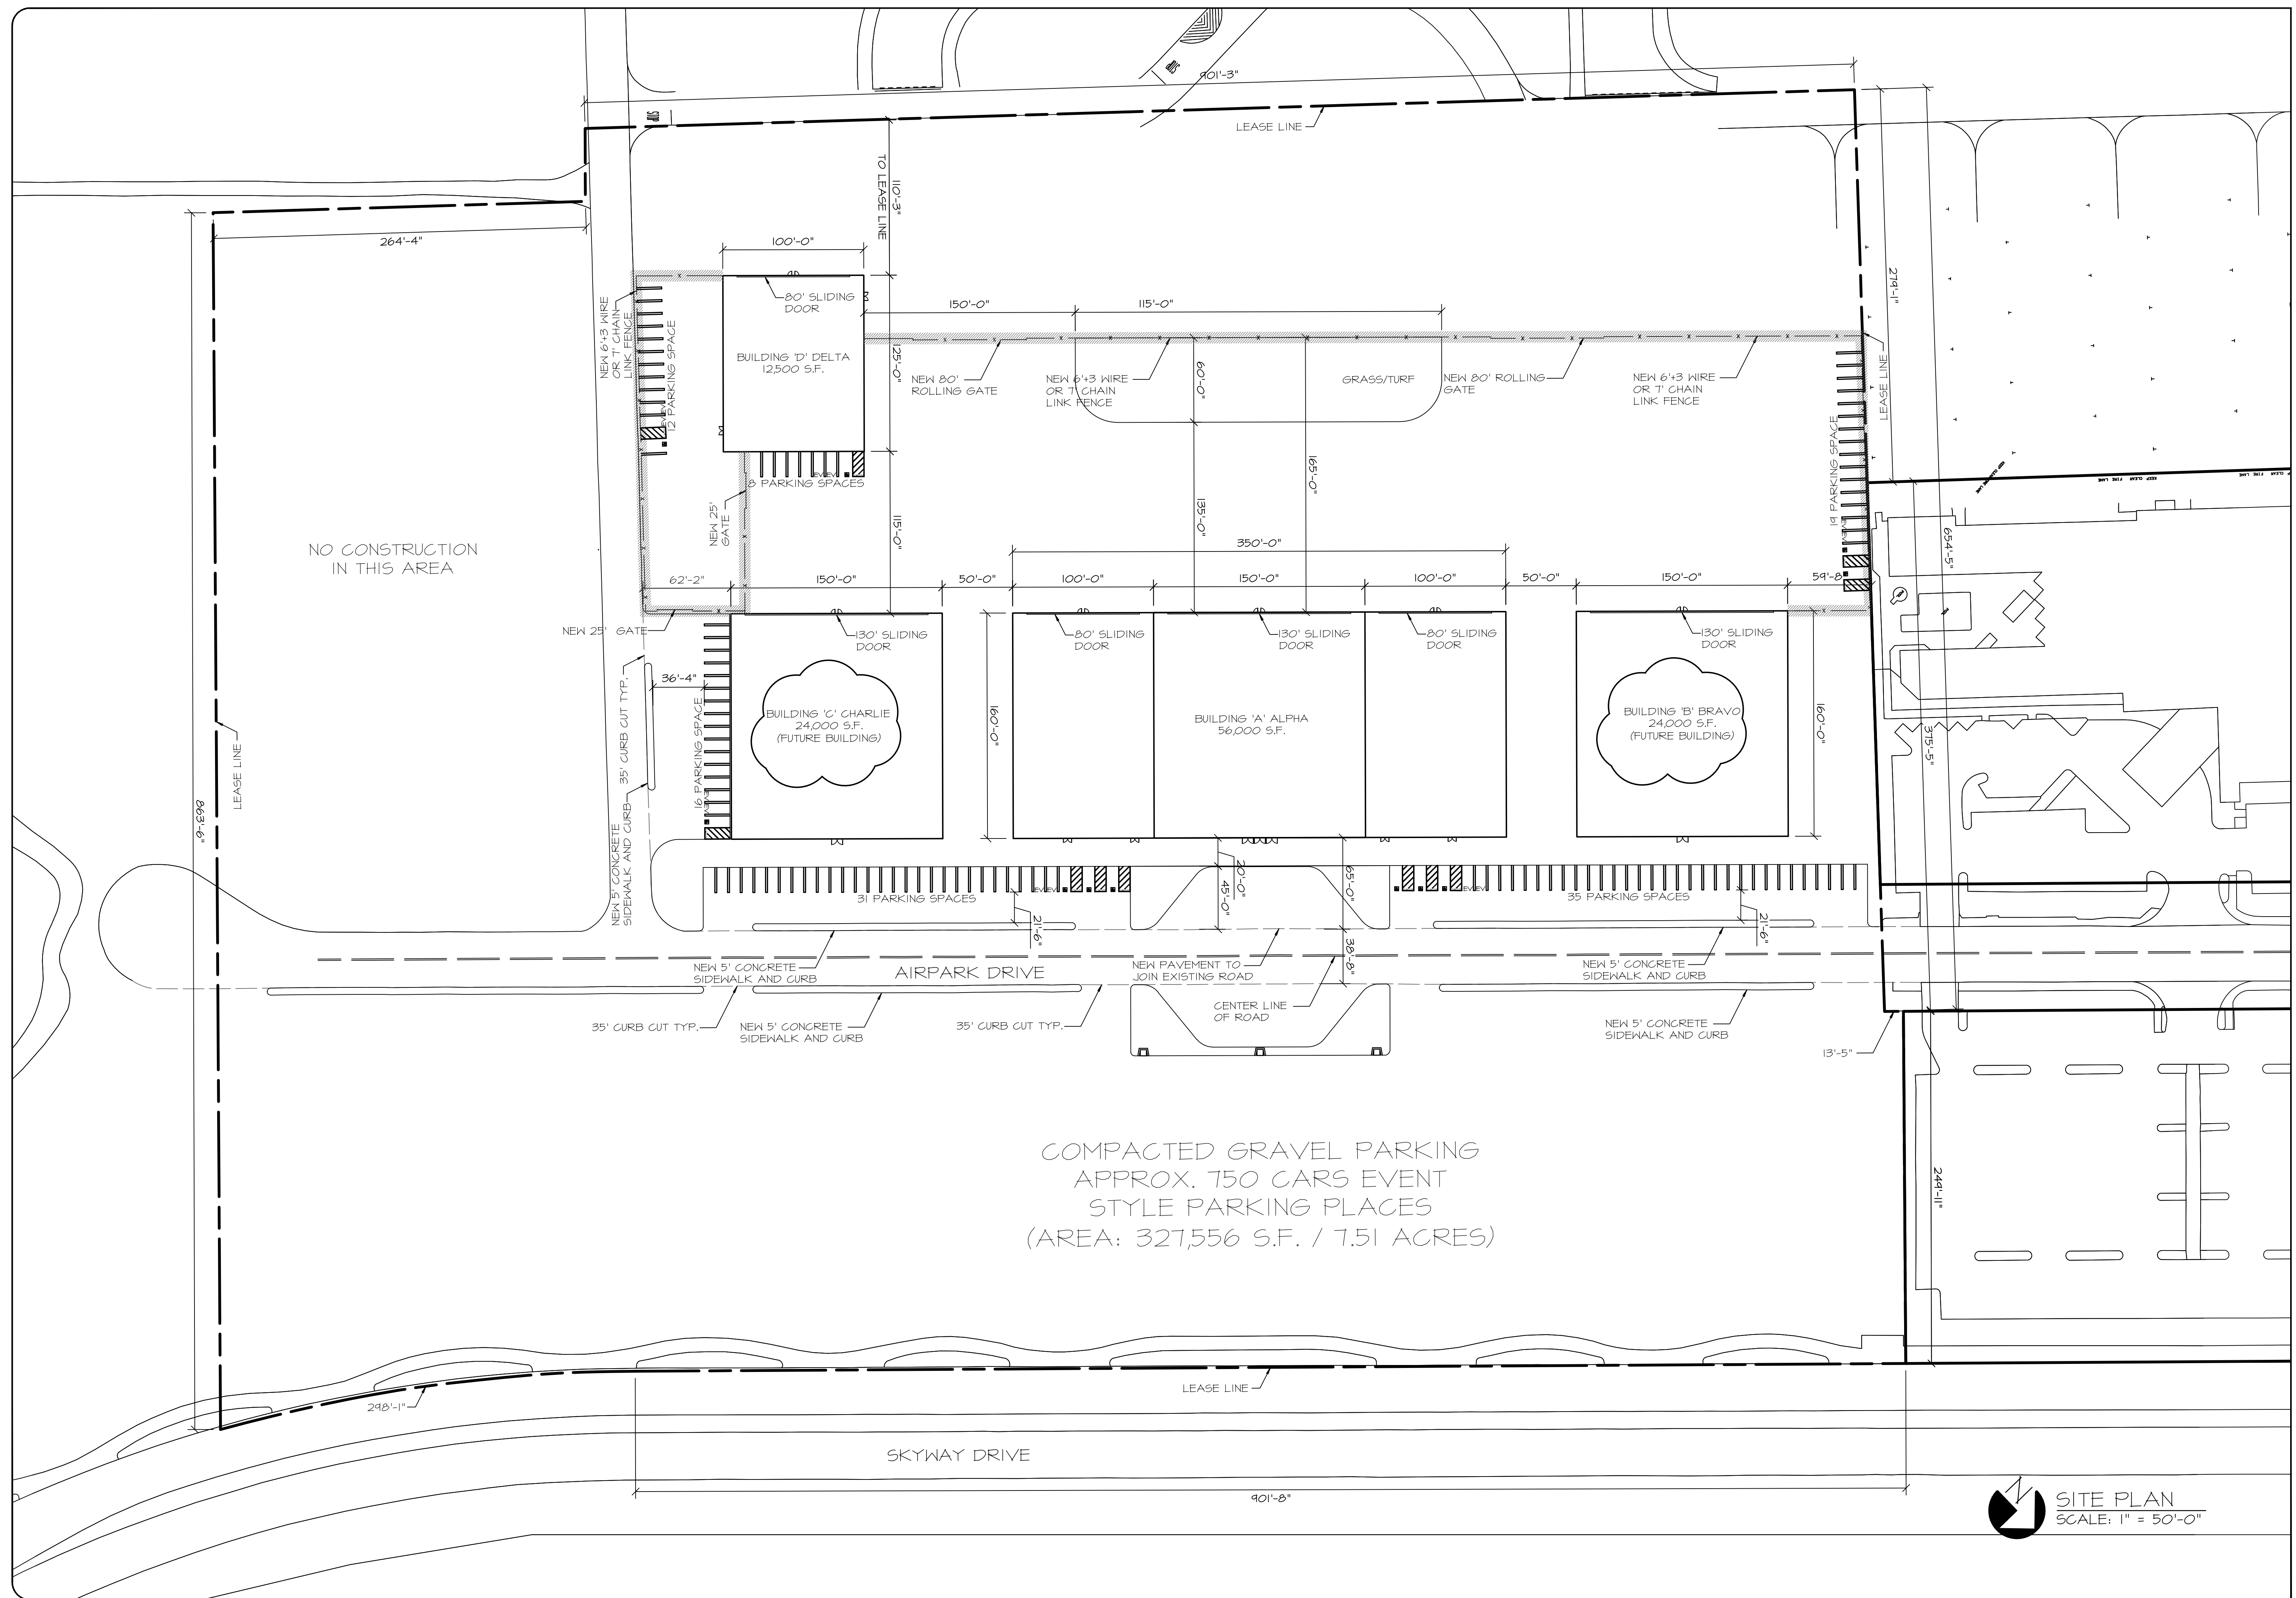 901'-3"
LEASE LINE
STOP
TO LEASE LINE
110'-3"
264'-4"
100'-0"
80' SLIDING
DOOR
BUILDING 'D' DELTA
12,500 S.F.
125'-0"
NEW 6'+3 WIRE
OR 7' CHAIN
LINK FENCE
12 PARKING SPACE
150'-0"
115'-0"
NEW 80'
ROLLING GATE
NEW 6'+3 WIRE
OR 7' CHAIN
LINK FENCE
60'-0"
GRASS/TURF
NEW 80' ROLLING
GATE
NEW 6'+3 WIRE
OR 7' CHAIN
LINK FENCE
LEASE LINE
279'-1"
19 PARKING SPACE
8 PARKING SPACES
NEW 25'
GATE
115'-0"
135'-0"
165'-0"
NO CONSTRUCTION
IN THIS AREA
KEEP CLEAR FIRE LANE
KEEP CLEAR FIRE LANE
654'-5"
350'-0"
62'-2"
150'-0"
50'-0"
100'-0"
150'-0"
100'-0"
50'-0"
150'-0"
59'-8
NEW 25' GATE
130' SLIDING
DOOR
80' SLIDING
DOOR
130' SLIDING
DOOR
80' SLIDING
DOOR
130' SLIDING
DOOR
35' CURB CUT TYP.
36'-4"
16 PARKING SPACE
BUILDING 'C' CHARLIE
24,000 S.F.
(FUTURE BUILDING)
160'-0"
BUILDING 'A' ALPHA
56,000 S.F.
BUILDING 'B' BRAVO
24,000 S.F.
(FUTURE BUILDING)
160'-0"
375'-5"
LEASE LINE
863'-6"
NEW 5' CONCRETE
SIDEWALK AND CURB
31 PARKING SPACES
21'-6"
20'-0"
45'-0"
65'-0"
35 PARKING SPACES
21'-6"
38'-8"
NEW 5' CONCRETE
SIDEWALK AND CURB
AIRPARK DRIVE
NEW PAVEMENT TO
JOIN EXISTING ROAD
NEW 5' CONCRETE
SIDEWALK AND CURB
CENTER LINE
OF ROAD
35' CURB CUT TYP.
NEW 5' CONCRETE
SIDEWALK AND CURB
35' CURB CUT TYP.
NEW 5' CONCRETE
SIDEWALK AND CURB
13'-5"
COMPACTED GRAVEL PARKING
APPROX. 750 CARS EVENT
STYLE PARKING PLACES
(AREA: 327,556 S.F. / 7.51 ACRES)
249'-11"
LEASE LINE
298'-1"
SKYWAY DRIVE
901'-8"
N
SITE PLAN
SCALE: 1" = 50'-0"